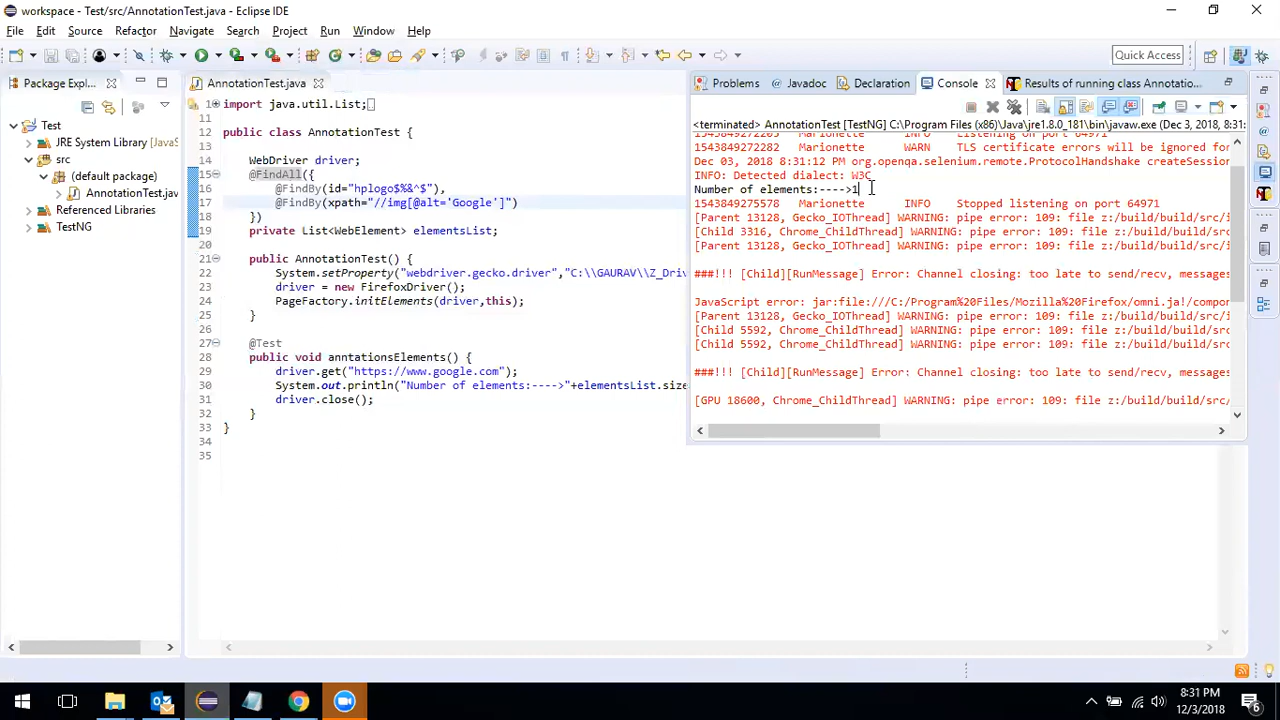 workspace - Test/src/AnnotationTest.java - Eclipse IDE
File Edit Source Refactor Navigate Search Project Run Window Help
Quick Access
Package Expl...
Test
JRE System Library [JavaS
src
(default package)
AnnotationTest.jav
Referenced Libraries
TestNG
AnnotationTest.java
1 import java.util.List;
11
12 public class AnnotationTest {
13
14 WebDriver driver;
15 @FindAll({
16 @FindBy(id="hplogo$%&^$"),
17 @FindBy(xpath="//img[@alt='Google']")
18 })
19 private List<WebElement> elementsList;
20
21 public AnnotationTest() {
22 System.setProperty("webdriver.gecko.driver","C:\\GAURAV\\Z_Driv
23 driver = new FirefoxDriver();
24 PageFactory.initElements(driver,this);
25 }
26
27 @Test
28 public void anntationsElements() {
29 driver.get("https://www.google.com");
30 System.out.println("Number of elements:---->"+elementsList.size
31 driver.close();
32 }
33 }
34
35
Problems Javadoc Declaration Console Results of running class Annotatio...
<terminated> AnnotationTest [TestNG] C:\Program Files (x86)\Java\jre1.8.0_181\bin\javaw.exe (Dec 3, 2018, 8:31:
1543849272265 Marionette INFO Listening on port 64971
1543849272282 Marionette WARN TLS certificate errors will be ignored for
Dec 03, 2018 8:31:12 PM org.openqa.selenium.remote.ProtocolHandshake createSession
INFO: Detected dialect: W3C
Number of elements:---->1
1543849275578 Marionette INFO Stopped listening on port 64971
[Parent 13128, Gecko_IOThread] WARNING: pipe error: 109: file z:/build/build/src/i
[Child 3316, Chrome_ChildThread] WARNING: pipe error: 109: file z:/build/build/src
[Parent 13128, Gecko_IOThread] WARNING: pipe error: 109: file z:/build/build/src/i
###!!! [Child][RunMessage] Error: Channel closing: too late to send/recv, messages
JavaScript error: jar:file:///C:/Program%20Files/Mozilla%20Firefox/omni.ja!/compon
[Parent 13128, Gecko_IOThread] WARNING: pipe error: 109: file z:/build/build/src/i
[Child 5592, Chrome_ChildThread] WARNING: pipe error: 109: file z:/build/build/src
[Child 5592, Chrome_ChildThread] WARNING: pipe error: 109: file z:/build/build/src
###!!! [Child][RunMessage] Error: Channel closing: too late to send/recv, messages
[GPU 18600, Chrome_ChildThread] WARNING: pipe error: 109: file z:/build/build/src/
8:31 PM
12/3/2018
6